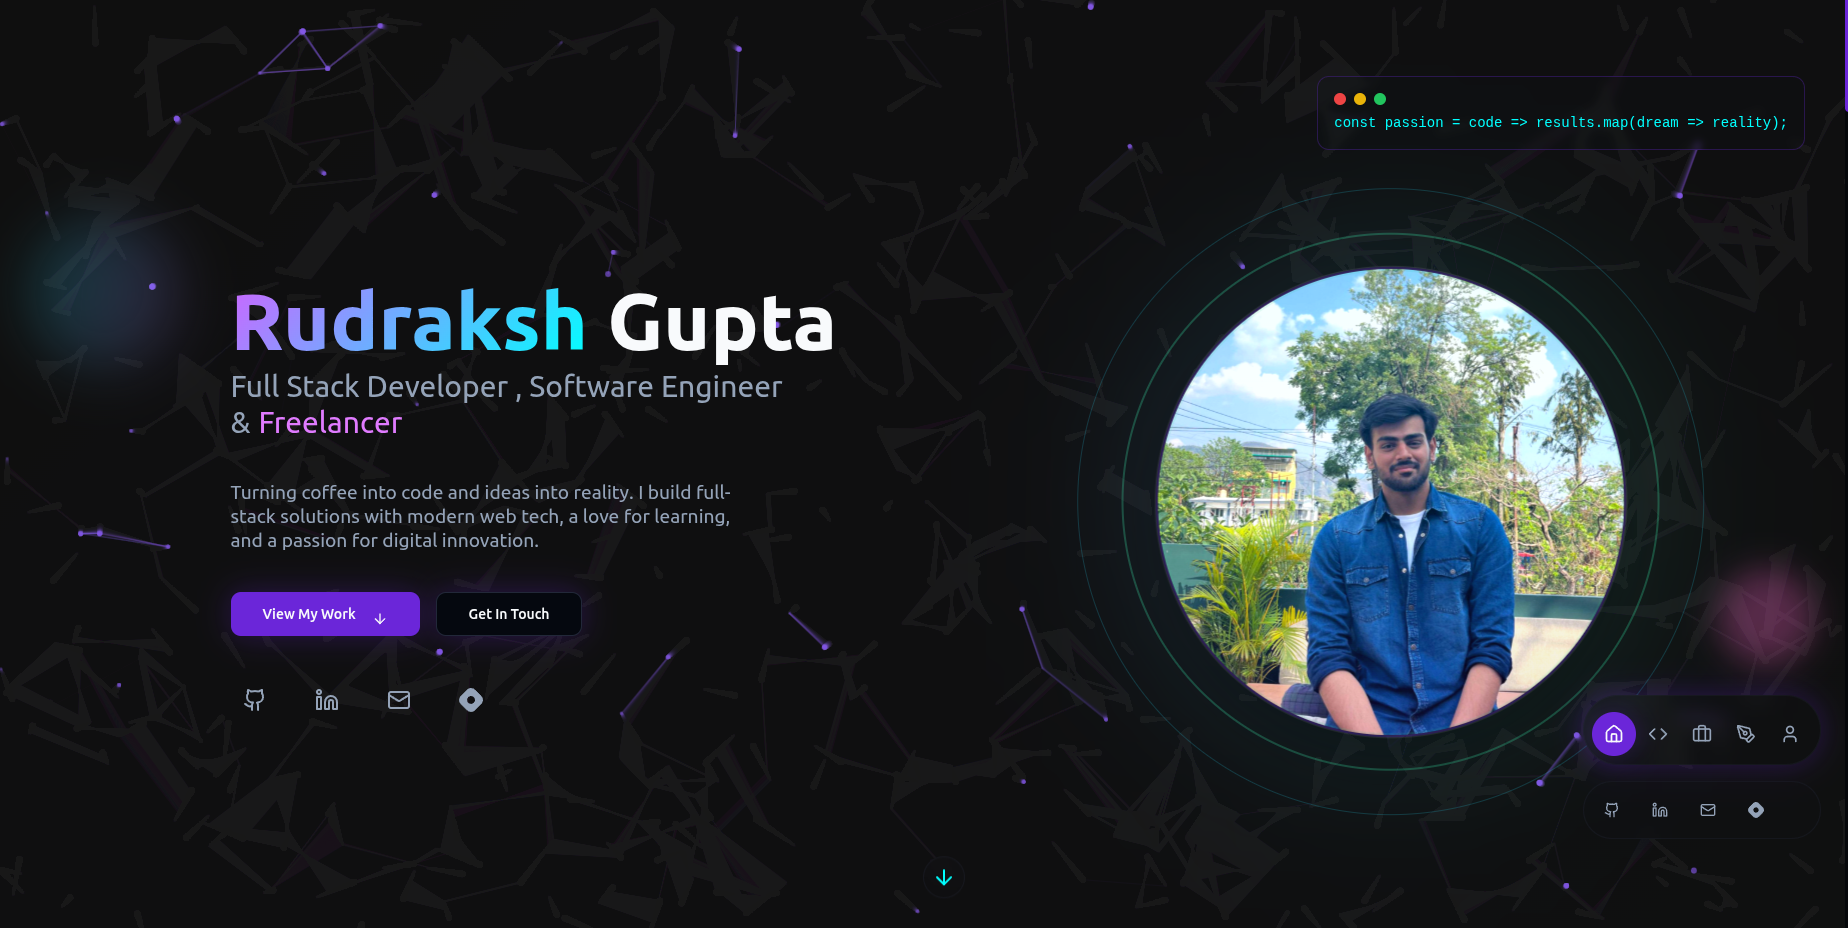 const passion = code => results.map(dream => reality);
Rudraksh Gupta
Full Stack Developer , Software Engineer
& Freelancer
Turning coffee into code and ideas into reality. I build full-
stack solutions with modern web tech, a love for learning,
and a passion for digital innovation.
View My Work
Get In Touch